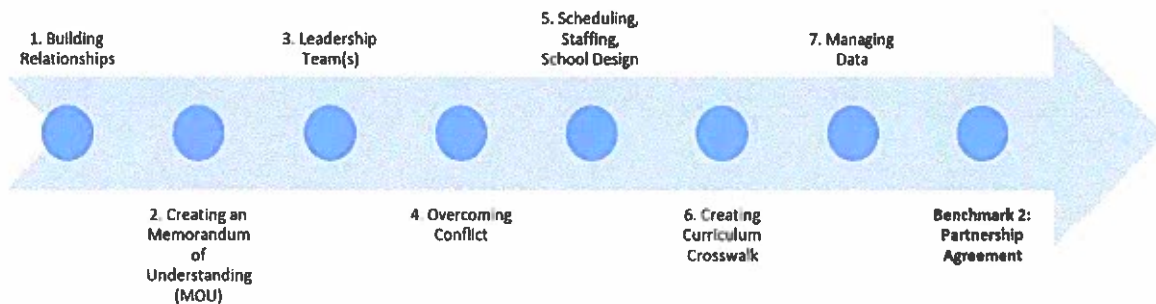 1. Building
Relationships
2. Creating an
Memorandum
of
Understanding
(MOU)
3. Leadership
Team(s)
4. Overcoming
Conflict
5. Scheduling,
Staffing,
School Design
6. Creating
Curriculum
Crosswalk
7. Managing
Data
Benchmark 2:
Partnership
Agreement